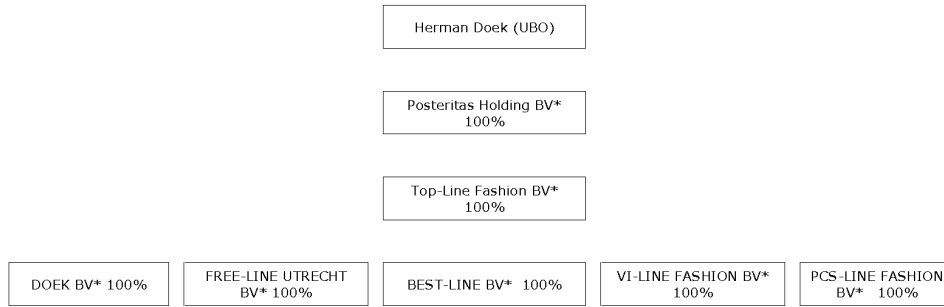 Herman Doek (UBO)
Posteritas Holding BV*
100%
Top-Line Fashion BV*
100%
DOEK BV* 100%
FREE-LINE UTRECHT
BV* 100%
BEST-LINE BV* 100%
VI-LINE FASHION BV*
100%
PCS-LINE FASHION
BV* 100%